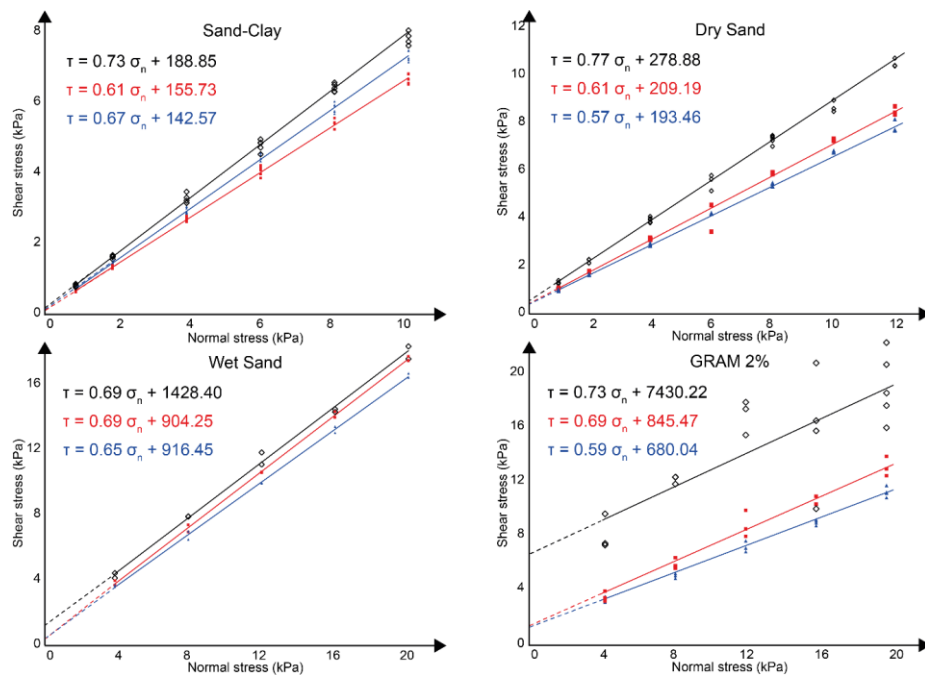 Sand-Clay
τ = 0.73 σn + 188.85
τ = 0.61 σn + 155.73
τ = 0.67 σn + 142.57
Shear stress (kPa)
8
6
4
2
0
0 2 4 6 8 10
Normal stress (kPa)
Dry Sand
τ = 0.77 σn + 278.88
τ = 0.61 σn + 209.19
τ = 0.57 σn + 193.46
Shear stress (kPa)
12
10
8
6
4
2
0
0 2 4 6 8 10 12
Normal stress (kPa)
Wet Sand
τ = 0.69 σn + 1428.40
τ = 0.69 σn + 904.25
τ = 0.65 σn + 916.45
Shear stress (kPa)
16
12
8
4
0
0 4 8 12 16 20
Normal stress (kPa)
GRAM 2%
τ = 0.73 σn + 7430.22
τ = 0.69 σn + 845.47
τ = 0.59 σn + 680.04
Shear stress (kPa)
20
16
12
8
4
0
0 4 8 12 16 20
Normal stress (kPa)